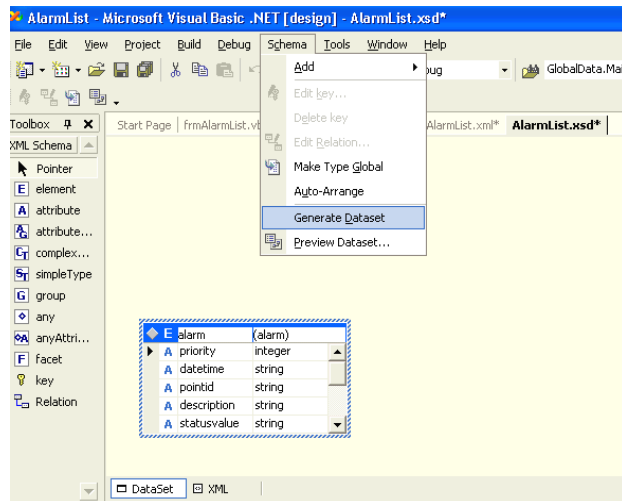 AlarmList - Microsoft Visual Basic .NET [design] - AlarmList.xsd*
File Edit View Project Build Debug Schema Tools Window Help
GlobalData.Mai
Add
Edit key...
Delete key
Edit Relation...
Make Type Global
Auto-Arrange
Generate Dataset
Preview Dataset...
Toolbox
Start Page frmAlarmList.vb AlarmList.xml* AlarmList.xsd*
XML Schema
Pointer
E element
A attribute
attribute...
complex...
simpleType
G group
any
anyAttri...
F facet
key
Relation
E alarm (alarm)
A priority integer
A datetime string
A pointid string
A description string
A statusvalue string
DataSet XML